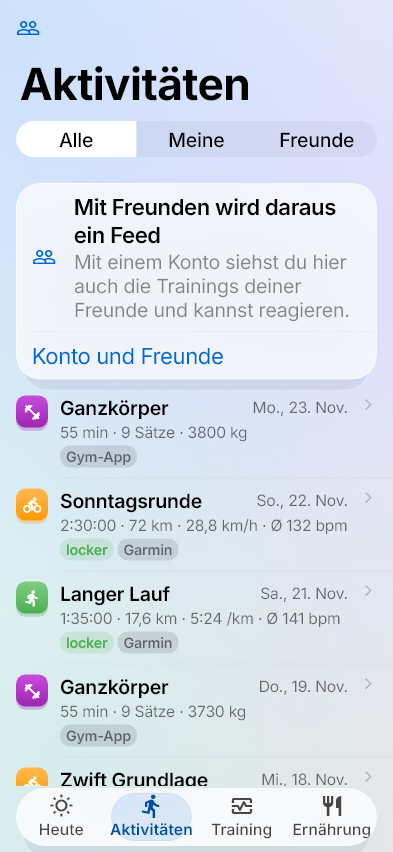 Aktivitäten
Alle
Meine
Freunde
Mit Freunden wird daraus
ein Feed
Mit einem Konto siehst du hier
auch die Trainings deiner
Freunde und kannst reagieren.
Konto und Freunde
Ganzkörper
Mo., 23. Nov.
55 min · 9 Sätze · 3800 kg
Gym-App
Sonntagsrunde
So., 22. Nov.
2:30:00 · 72 km · 28,8 km/h · Ø 132 bpm
locker
Garmin
Langer Lauf
Sa., 21. Nov.
1:35:00 · 17,6 km · 5:24 /km · Ø 141 bpm
locker
Garmin
Ganzkörper
Do., 19. Nov.
55 min · 9 Sätze · 3730 kg
Gym-App
Zwift Grundlage
Mi., 18. Nov.
Heute
Aktivitäten
Training
Ernährung